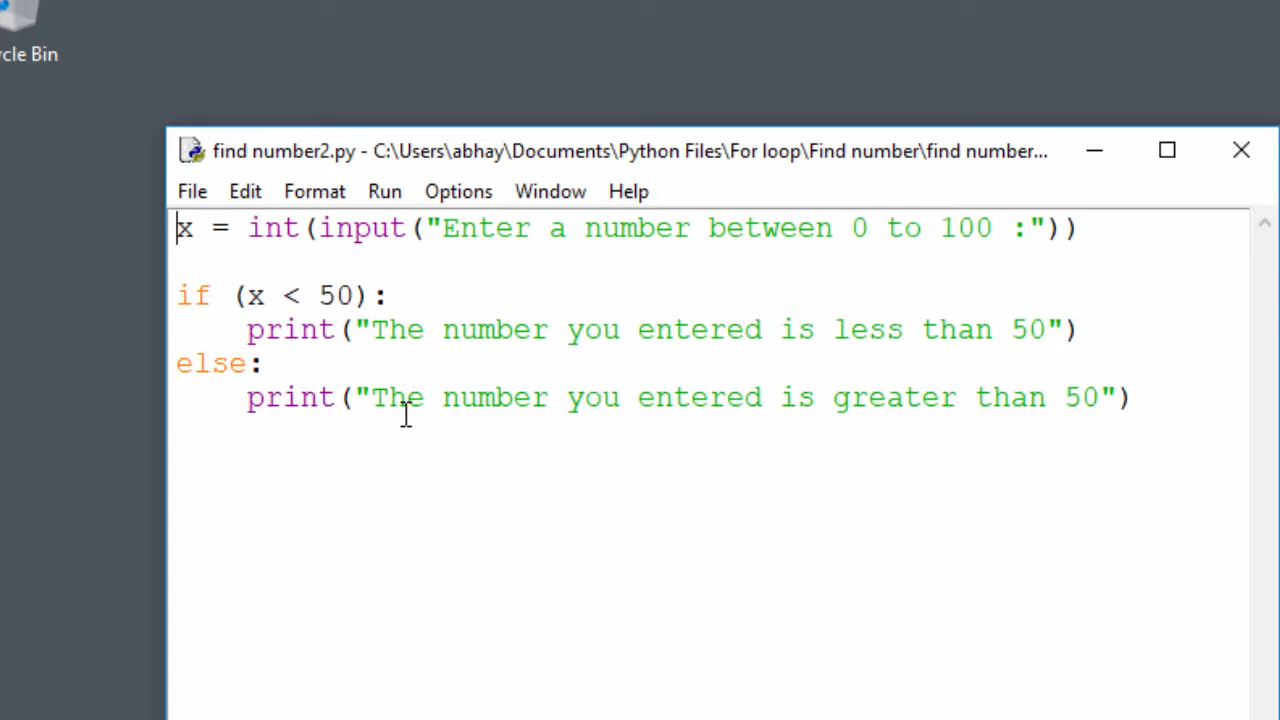 cle Bin
find number2.py - C:\Users\abhay\Documents\Python Files\For loop\Find number\find number...
File Edit Format Run Options Window Help
x = int(input("Enter a number between 0 to 100 :"))
if (x < 50):
    print("The number you entered is less than 50")
else:
    print("The number you entered is greater than 50")